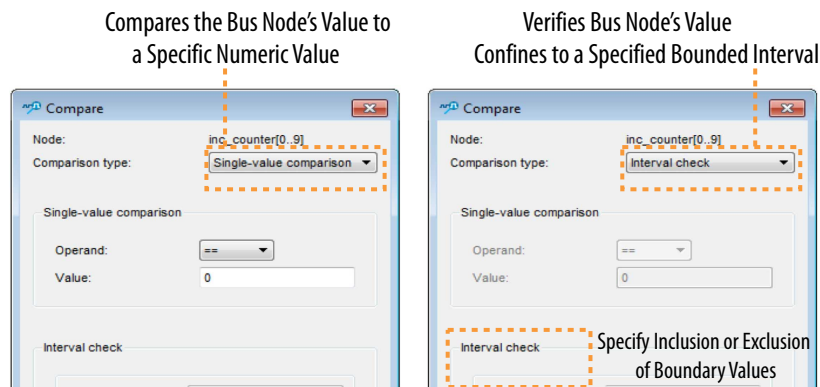 Compares the Bus Node's Value to
a Specific Numeric Value
Verifies Bus Node's Value
Confines to a Specified Bounded Interval
Compare
Node: inc_counter[0..9]
Comparison type: Single-value comparison
Single-value comparison
Operand: ==
Value: 0
Interval check
Compare
Node: inc_counter[0..9]
Comparison type: Interval check
Single-value comparison
Operand: ==
Value: 0
Interval check
Specify Inclusion or Exclusion
of Boundary Values